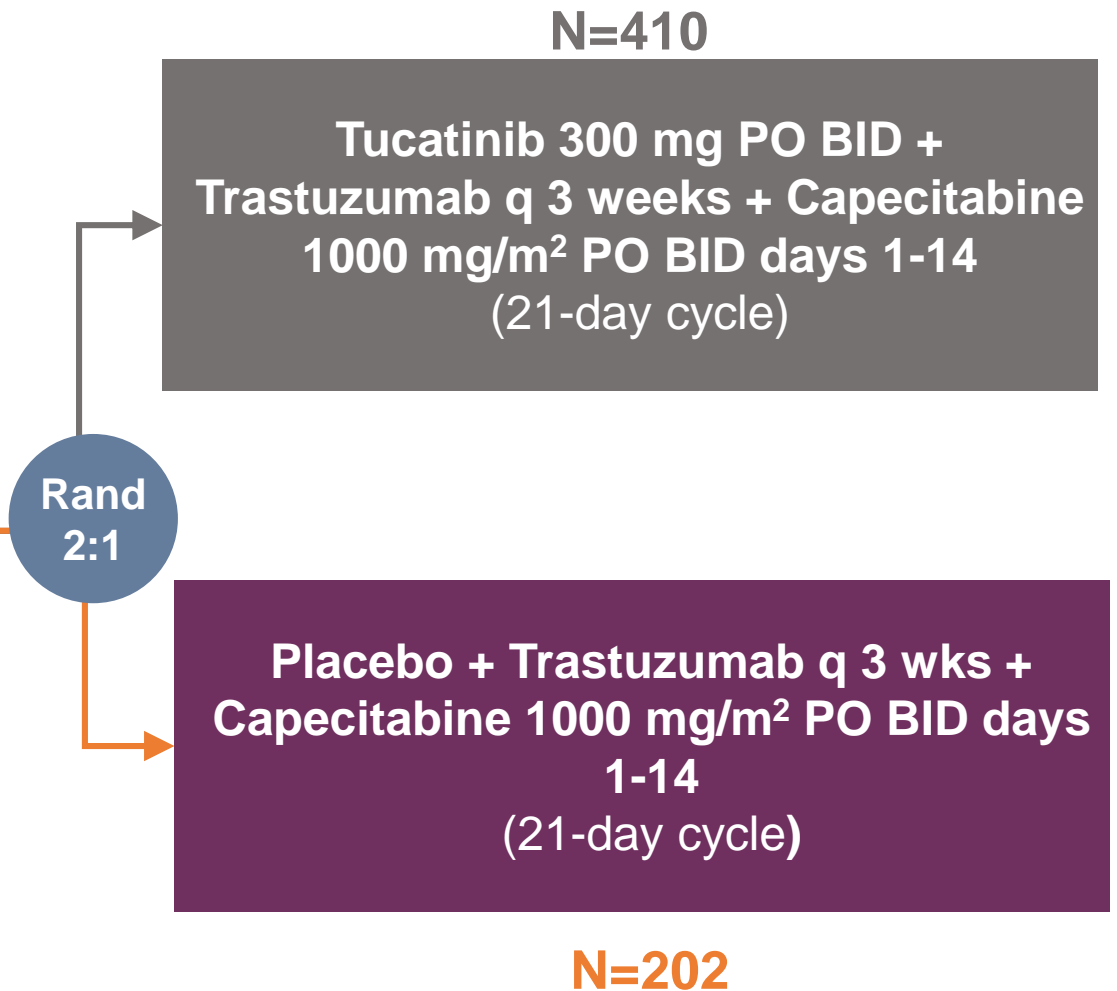 N=410
Tucatinib 300 mg PO BID +
Trastuzumab q 3 weeks + Capecitabine
1000 mg/m² PO BID days 1-14
(21-day cycle)
Rand
2:1
Placebo + Trastuzumab q 3 wks +
Capecitabine 1000 mg/m² PO BID days
1-14
(21-day cycle)
N=202